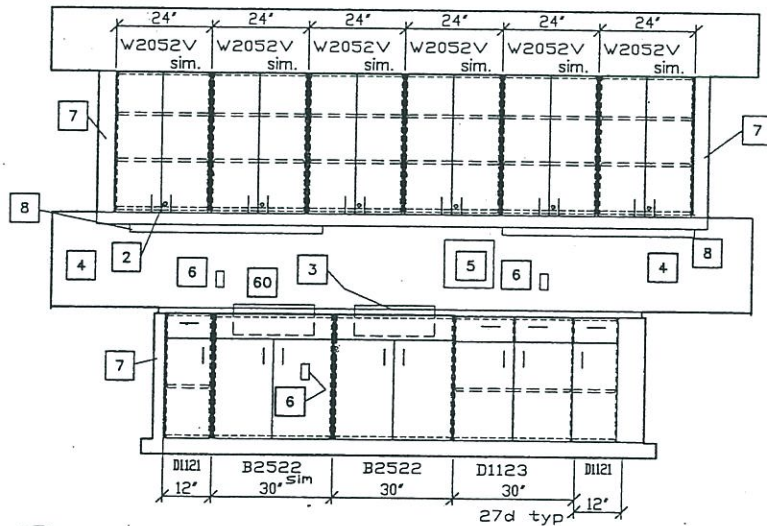 24" 24" 24" 24" 24" 24"
W2052V W2052V W2052V W2052V W2052V W2052V
sim. sim. sim. sim. sim. sim.
7 7
8 8
4 2 6 60 3 5 6 4
7
6
D1121 B2522 sim B2522 D1123 D1121
12" 30" 30" 30" 12"
27d typ